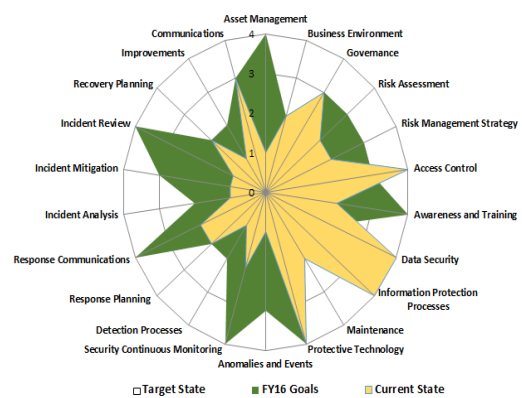 Asset Management
Communications
Business Environment
Improvements
Governance
Recovery Planning
Risk Assessment
Incident Review
Risk Management Strategy
Incident Mitigation
Access Control
Incident Analysis
Awareness and Training
Response Communications
Data Security
Response Planning
Information Protection
Processes
Detection Processes
Maintenance
Security Continuous Monitoring
Protective Technology
Anomalies and Events
4
3
2
1
0
Target State
FY16 Goals
Current State